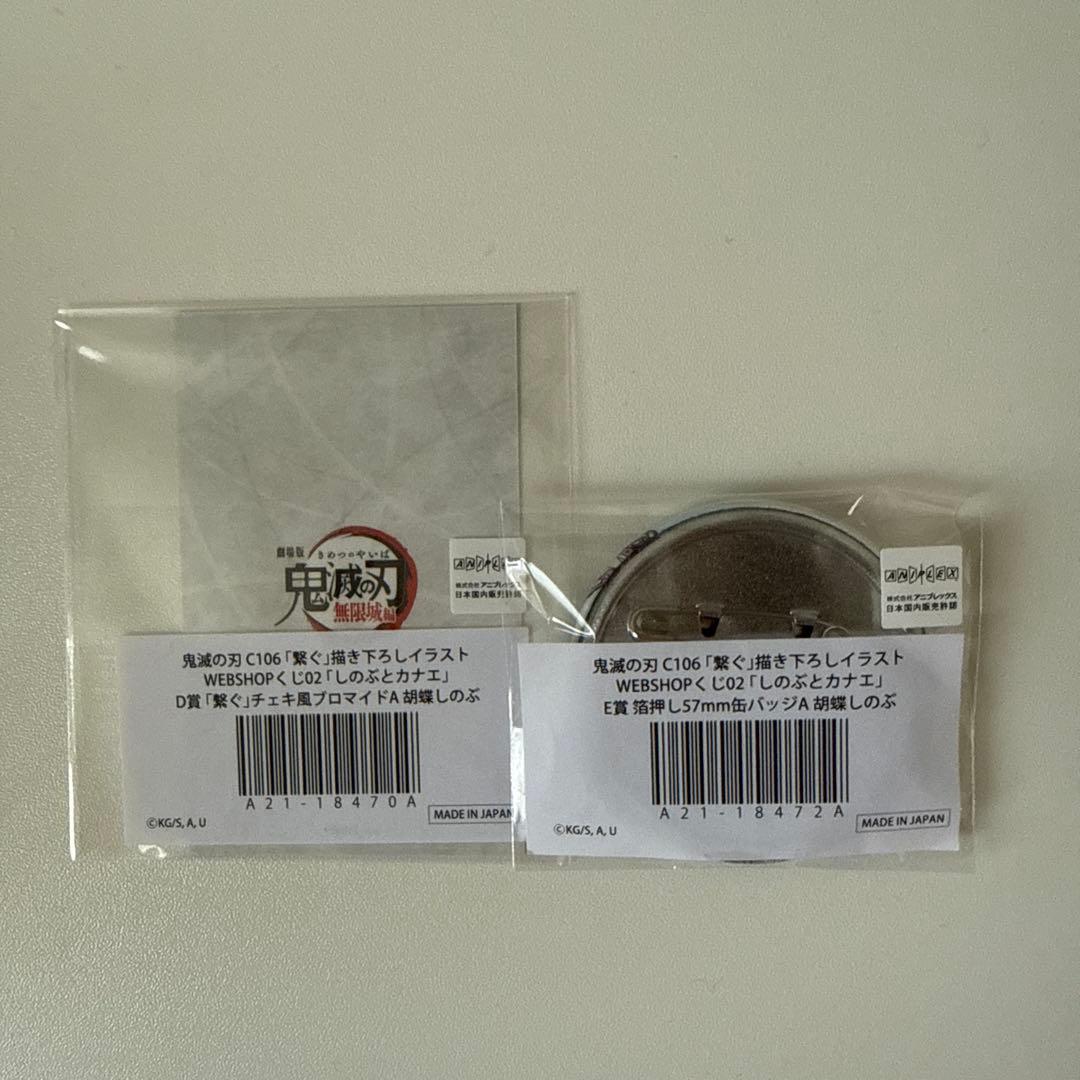 劇場版
きめつのやいば
鬼滅の刃
無限城編
ANIPLEX
株式会社アニプレックス
日本国内販売許諾
鬼滅の刃 C106「繋ぐ」描き下ろしイラスト
WEBSHOPくじ02「しのぶとカナエ」
D賞「繋ぐ」チェキ風ブロマイドA 胡蝶しのぶ
A21-18470A
©KG/S, A, U
MADE IN JAPAN
ANIPLEX
株式会社アニプレックス
日本国内販売許諾
鬼滅の刃 C106「繋ぐ」描き下ろしイラスト
WEBSHOPくじ02「しのぶとカナエ」
E賞 箔押し57mm缶バッジA 胡蝶しのぶ
A21-18472A
©KG/S, A, U
MADE IN JAPAN